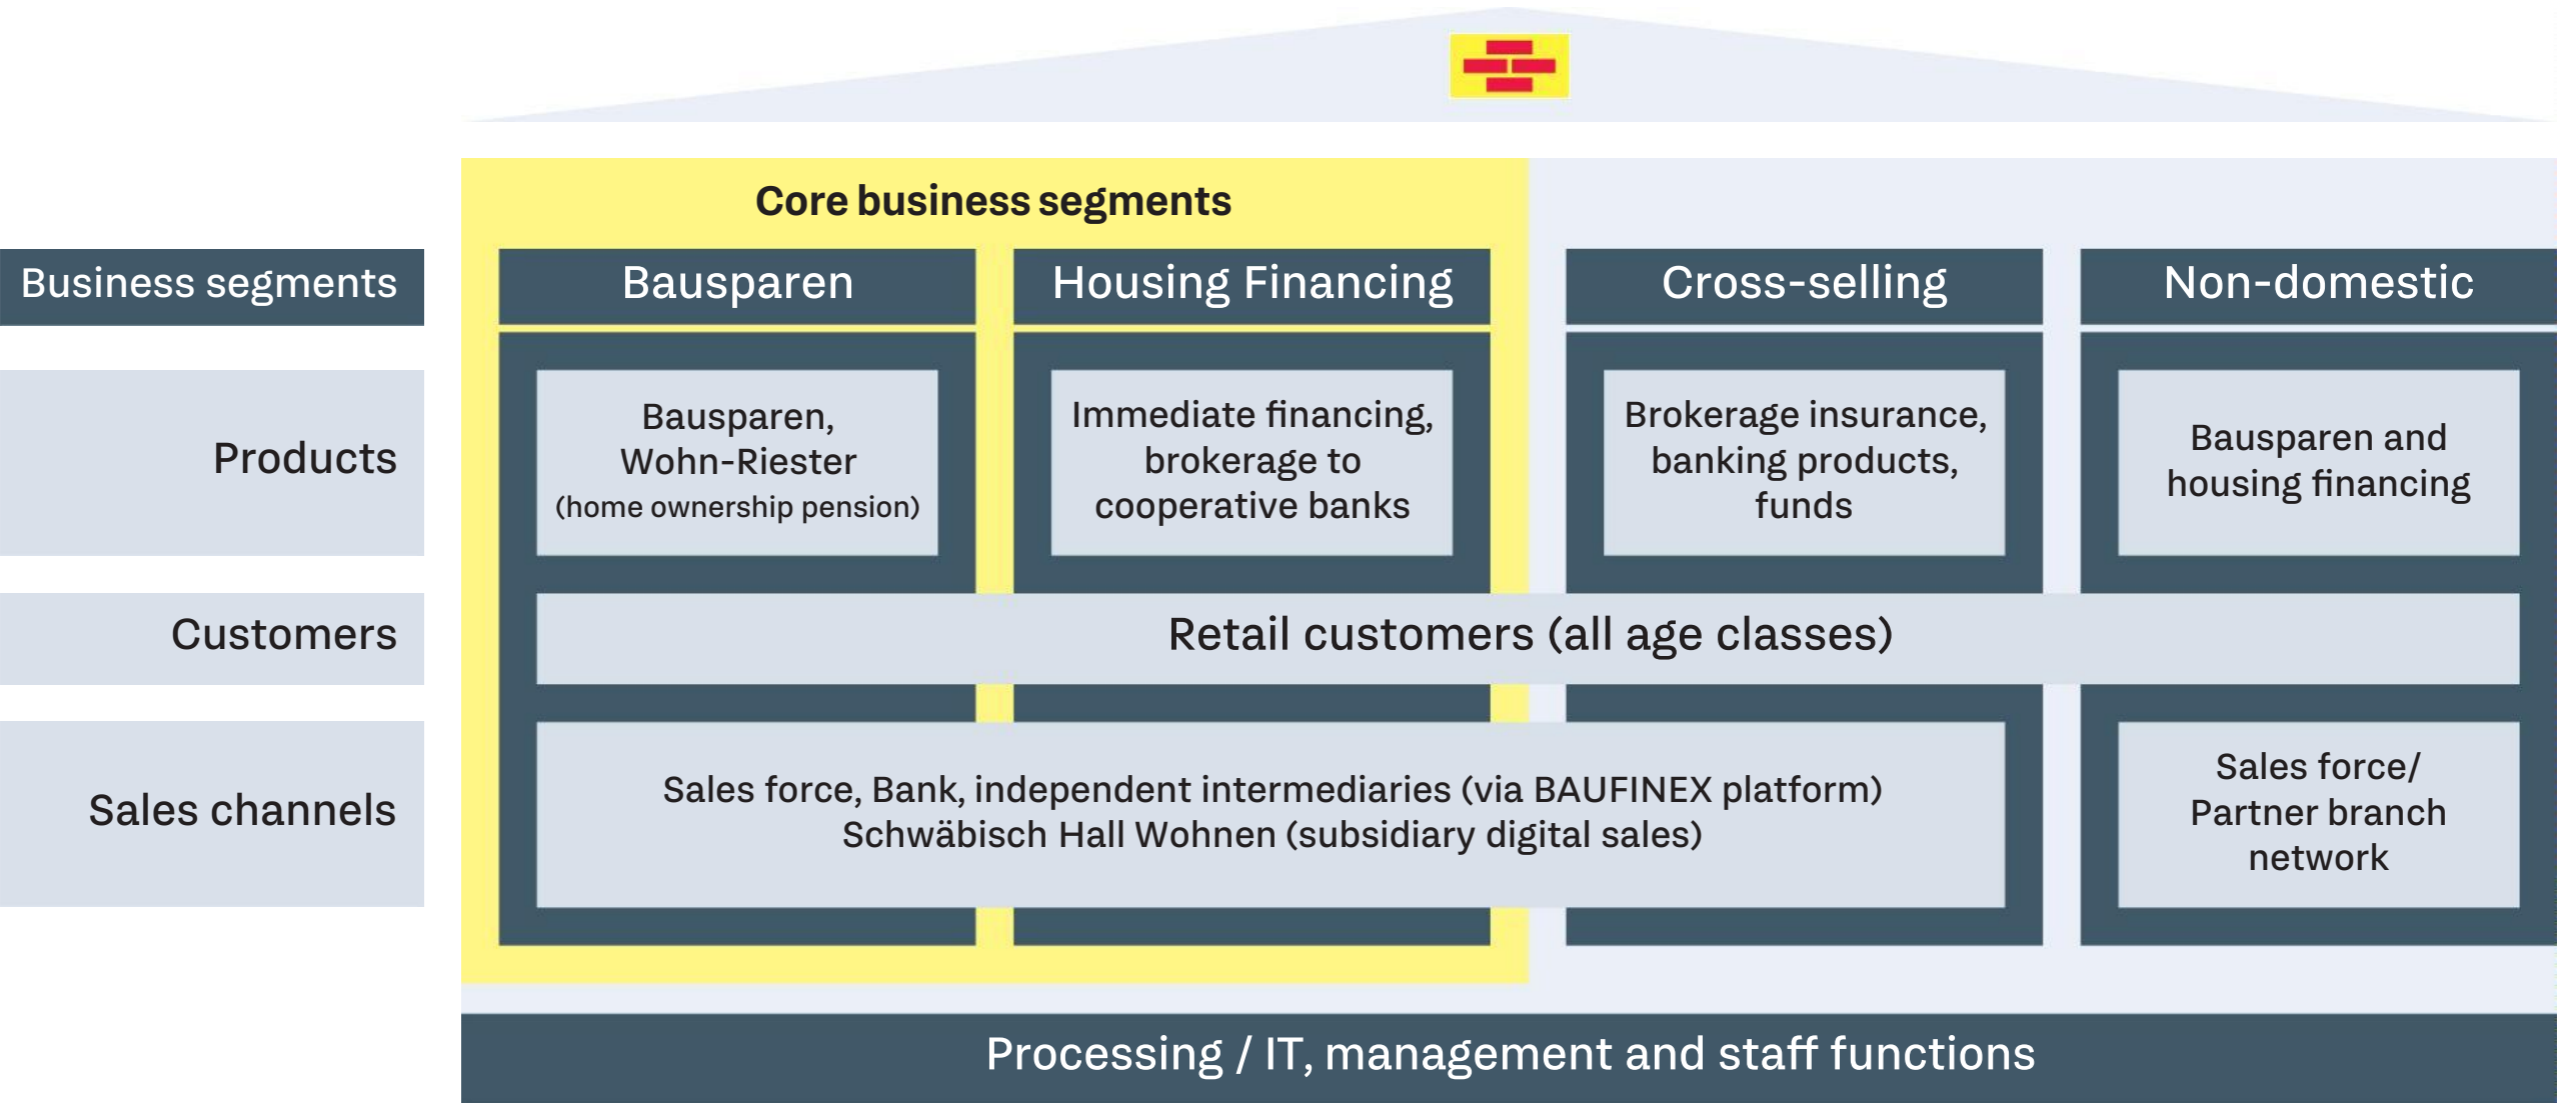 Core business segments
Business segments
Bausparen
Housing Financing
Cross-selling
Non-domestic
Products
Bausparen,
Wohn-Riester
(home ownership pension)
Immediate financing,
brokerage to
cooperative banks
Brokerage insurance,
banking products,
funds
Bausparen and
housing financing
Customers
Retail customers (all age classes)
Sales channels
Sales force, Bank, independent intermediaries (via BAUFINEX platform)
Schwäbisch Hall Wohnen (subsidiary digital sales)
Sales force/
Partner branch
network
Processing / IT, management and staff functions